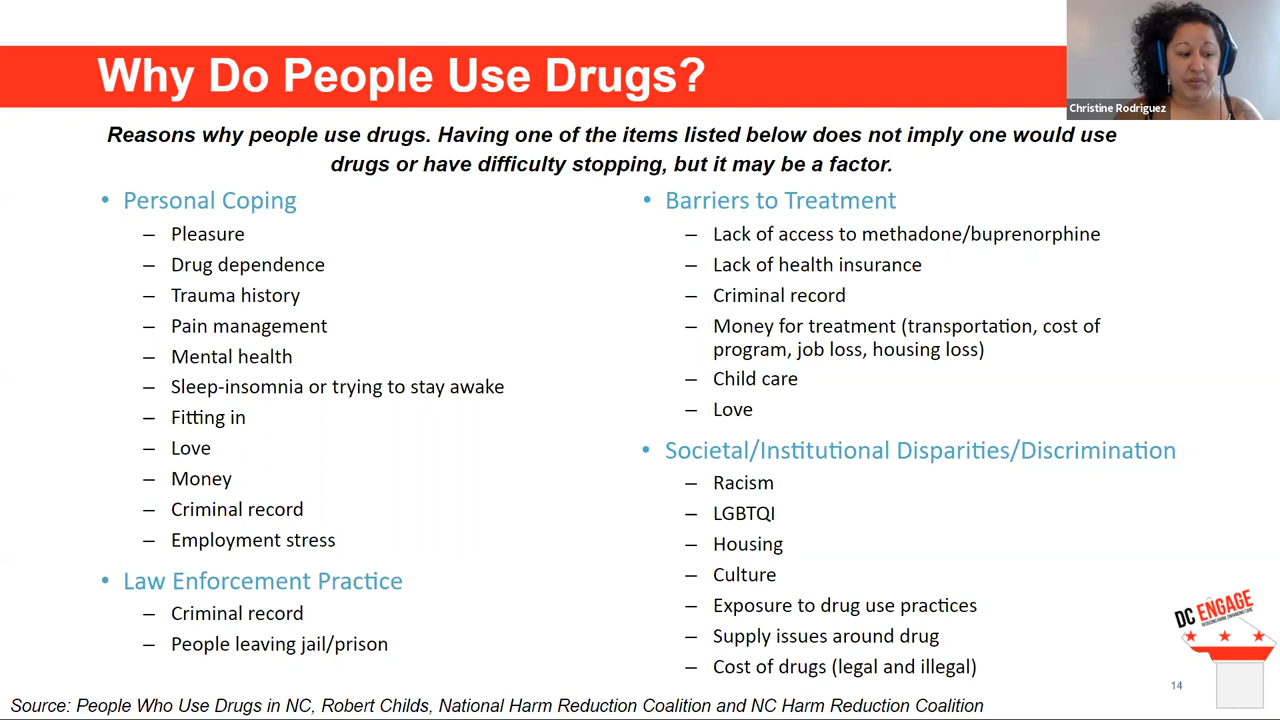 Why Do People Use Drugs?
Christine Rodriguez
Reasons why people use drugs. Having one of the items listed below does not imply one would use
drugs or have difficulty stopping, but it may be a factor.
• Personal Coping
– Pleasure
– Drug dependence
– Trauma history
– Pain management
– Mental health
– Sleep-insomnia or trying to stay awake
– Fitting in
– Love
– Money
– Criminal record
– Employment stress
• Law Enforcement Practice
– Criminal record
– People leaving jail/prison
• Barriers to Treatment
– Lack of access to methadone/buprenorphine
– Lack of health insurance
– Criminal record
– Money for treatment (transportation, cost of
program, job loss, housing loss)
– Child care
– Love
• Societal/Institutional Disparities/Discrimination
– Racism
– LGBTQI
– Housing
– Culture
– Exposure to drug use practices
– Supply issues around drug
– Cost of drugs (legal and illegal)
DC ENGAGE
REDUCING HARM, ENHANCING CARE
14
Source: People Who Use Drugs in NC, Robert Childs, National Harm Reduction Coalition and NC Harm Reduction Coalition